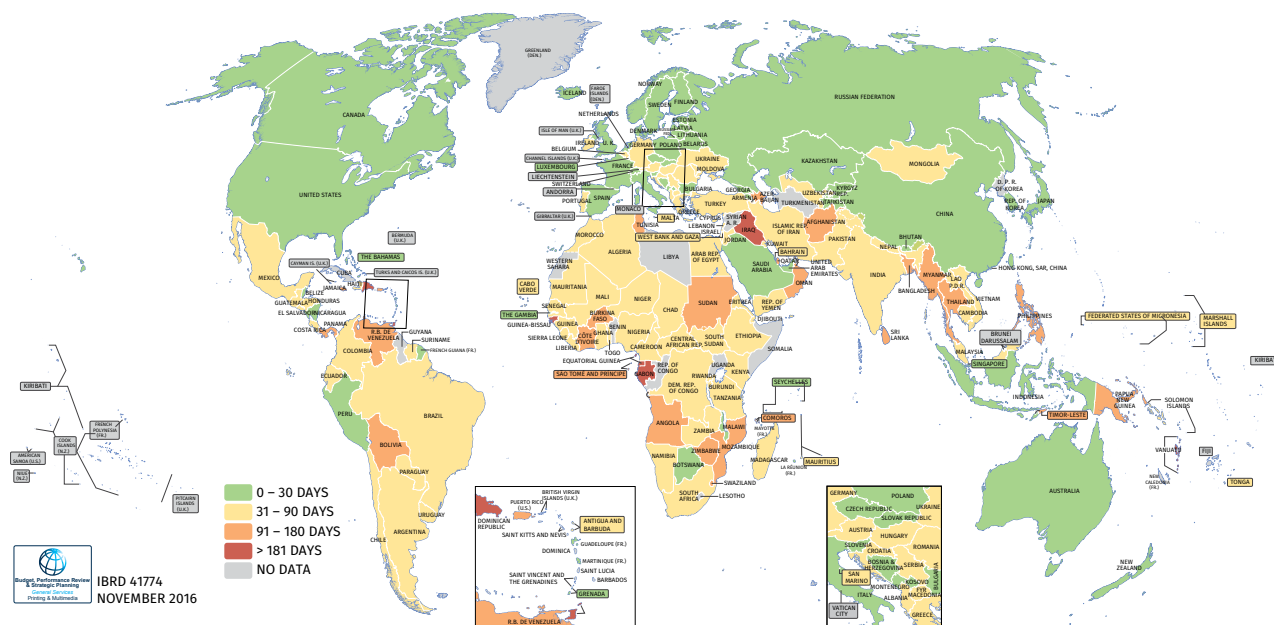 GREENLAND
(DEN.)
ICELAND
FAROE
ISLANDS
(DEN.)
NORWAY
SWEDEN
FINLAND
RUSSIAN FEDERATION
NETHERLANDS
ESTONIA
LATVIA
LITHUANIA
DENMARK
ISLE OF MAN (U.K.)
IRELAND
U. K.
GERMANY
POLAND
BELARUS
BELGIUM
CHANNEL ISLANDS (U.K.)
LUXEMBOURG
LIECHTENSTEIN
SWITZERLAND
ANDORRA
FRANCE
UKRAINE
MOLDOVA
BULGARIA
PORTUGAL
SPAIN
MONACO
GIBRALTAR (U.K.)
MALTA
GREECE
TURKEY
CYPRUS
LEBANON
ISRAEL
WEST BANK AND GAZA
GEORGIA
ARMENIA
AZER-
BAIJAN
KAZAKHSTAN
UZBEKISTAN
KYRGYZ
REP.
TAJIKISTAN
TURKMENISTAN
MONGOLIA
CHINA
D. P. R.
OF KOREA
REP. OF
KOREA
JAPAN
SYRIAN
A. R.
IRAQ
JORDAN
ISLAMIC REP.
OF IRAN
AFGHANISTAN
PAKISTAN
KUWAIT
BAHRAIN
QATAR
UNITED
ARAB
EMIRATES
SAUDI
ARABIA
OMAN
REP. OF
YEMEN
NEPAL
BHUTAN
INDIA
BANGLADESH
MYANMAR
LAO
P.D.R.
THAILAND
VIETNAM
CAMBODIA
HONG KONG, SAR, CHINA
PHILIPPINES
SRI
LANKA
BRUNEI
DARUSSALAM
MALAYSIA
SINGAPORE
INDONESIA
TIMOR-LESTE
PAPUA
NEW
GUINEA
SOLOMON
ISLANDS
FEDERATED STATES OF MICRONESIA
MARSHALL
ISLANDS
KIRIBA
VANUATU
FIJI
NEW
CALEDONIA
(FR.)
TONGA
AUSTRALIA
NEW
ZEALAND
MOROCCO
ALGERIA
TUNISIA
LIBYA
ARAB REP.
OF EGYPT
WESTERN
SAHARA
CABO
VERDE
MAURITANIA
MALI
NIGER
CHAD
SUDAN
ERITREA
DJIBOUTI
SENEGAL
THE GAMBIA
GUINEA-BISSAU
GUINEA
SIERRA LEONE
LIBERIA
BURKINA
FASO
CÔTE
D'IVOIRE
GHANA
BENIN
TOGO
NIGERIA
CAMEROON
CENTRAL
AFRICAN REP.
SOUTH
SUDAN
ETHIOPIA
SOMALIA
EQUATORIAL GUINEA
SAO TOME AND PRINCIPE
GABON
REP. OF
CONGO
DEM. REP.
OF CONGO
UGANDA
KENYA
RWANDA
BURUNDI
TANZANIA
SEYCHELLES
COMOROS
MAYOTTE
(FR.)
ANGOLA
ZAMBIA
MALAWI
MOZAMBIQUE
ZIMBABWE
NAMIBIA
BOTSWANA
MADAGASCAR
LA RÉUNION
(FR.)
MAURITIUS
SOUTH
AFRICA
SWAZILAND
LESOTHO
CANADA
UNITED STATES
BERMUDA
(U.K.)
THE BAHAMAS
CAYMAN IS. (U.K.)
CUBA
TURKS AND CAICOS IS. (U.K.)
MEXICO
JAMAICA
HAITI
BELIZE
GUATEMALA
HONDURAS
EL SALVADOR
NICARAGUA
COSTA RICA
PANAMA
R.B. DE
VENEZUELA
GUYANA
SURINAME
FRENCH GUIANA (FR.)
COLOMBIA
ECUADOR
PERU
BRAZIL
BOLIVIA
PARAGUAY
URUGUAY
ARGENTINA
CHILE
KIRIBATI
FRENCH
POLYNESIA
(FR.)
COOK
ISLANDS
(N.Z.)
AMERICAN
SAMOA (U.S.)
NIUE
(N.Z.)
PITCAIRN
ISLANDS
(U.K.)
0 – 30 DAYS
31 – 90 DAYS
91 – 180 DAYS
> 181 DAYS
NO DATA
Budget, Performance Review
& Strategic Planning
General Services
Printing & Multimedia
IBRD 41774
NOVEMBER 2016
DOMINICAN
REPUBLIC
PUERTO RICO
(U.S.)
BRITISH VIRGIN
ISLANDS (U.K.)
ANTIGUA AND
BARBUDA
SAINT KITTS AND NEVIS
GUADELOUPE (FR.)
DOMINICA
MARTINIQUE (FR.)
SAINT LUCIA
SAINT VINCENT AND
THE GRENADINES
BARBADOS
GRENADA
R.B. DE VENEZUELA
GERMANY
POLAND
CZECH REPUBLIC
UKRAINE
SLOVAK REPUBLIC
AUSTRIA
HUNGARY
SLOVENIA
CROATIA
ROMANIA
BOSNIA &
HERZEGOVINA
SERBIA
SAN
MARINO
MONTENEGRO
KOSOVO
BULGARIA
ITALY
ALBANIA
FYR
MACEDONIA
VATICAN
CITY
GREECE